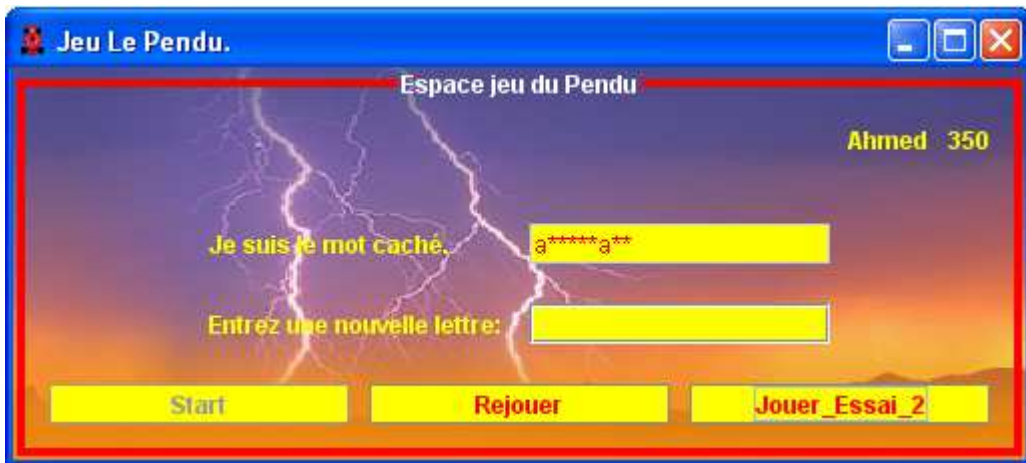 Jeu Le Pendu.
Espace jeu du Pendu
Ahmed 350
Je suis le mot caché. a*****a**
Entrez une nouvelle lettre:
Start Rejouer Jouer_Essai_2